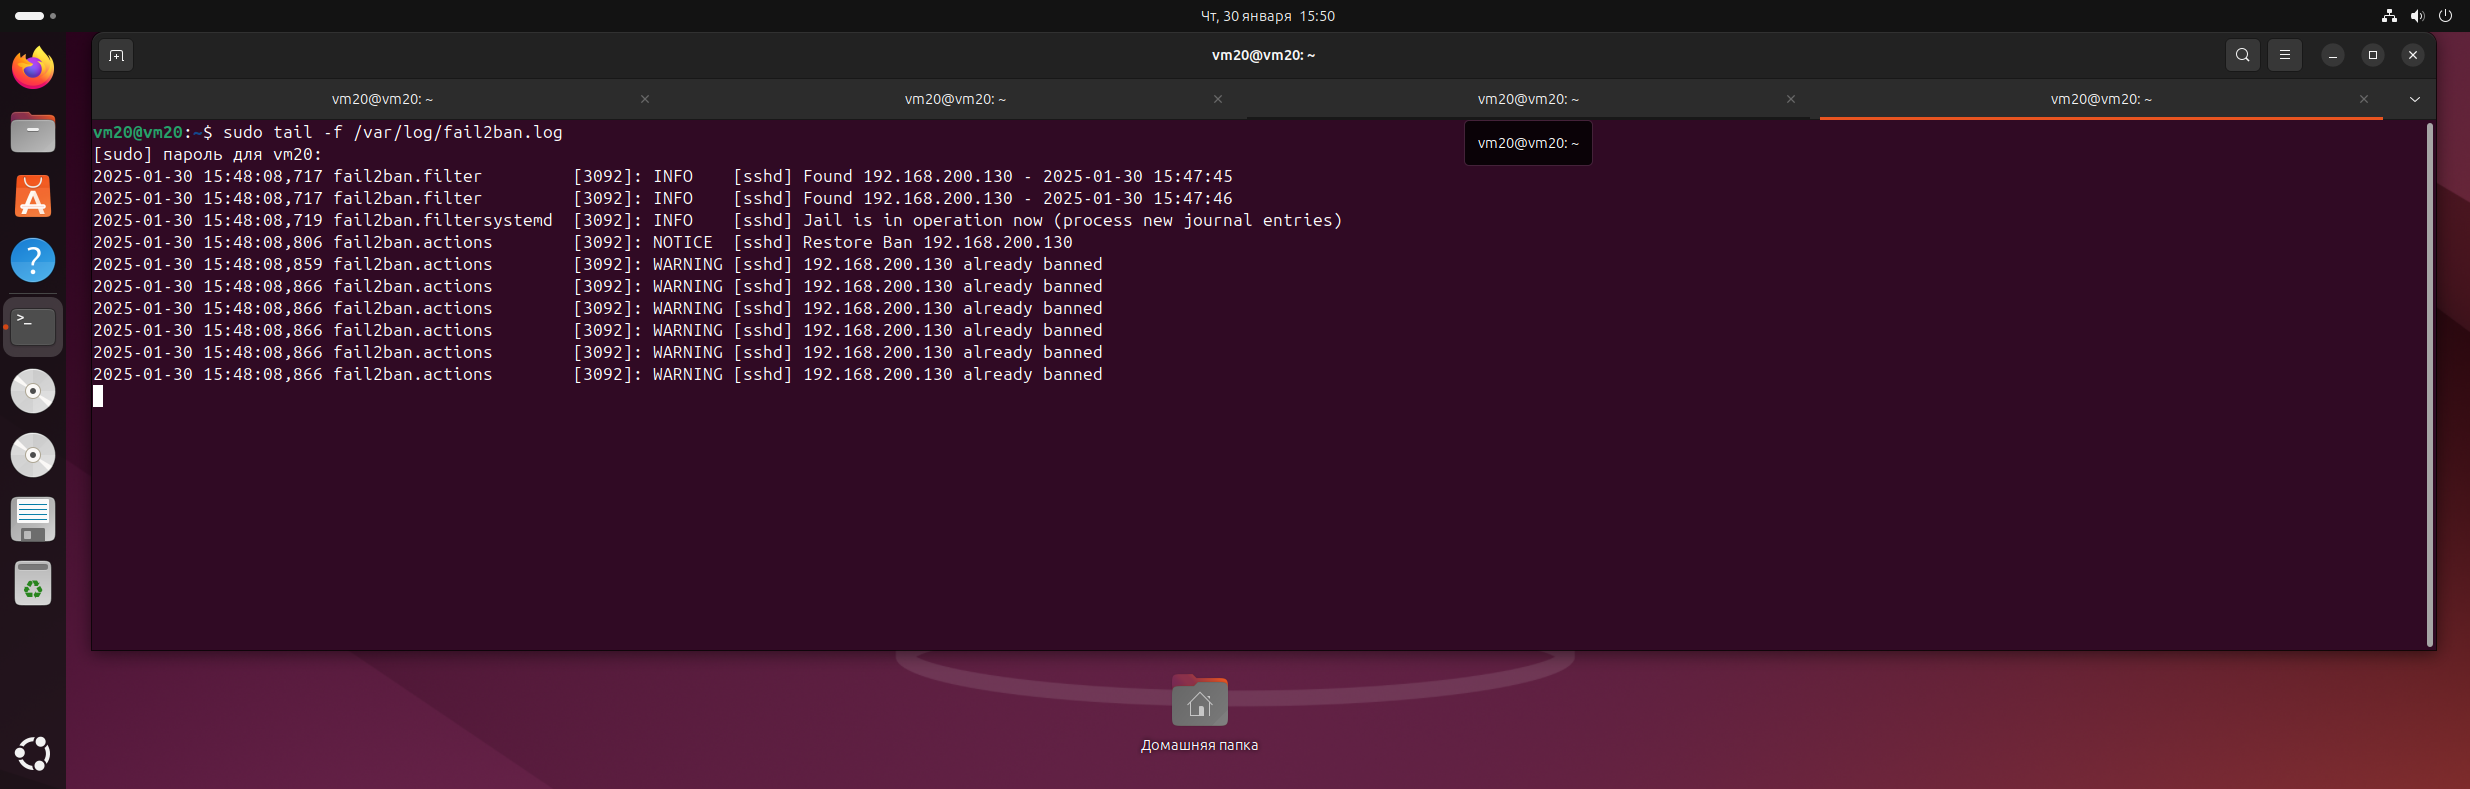 Чт, 30 января 15:50
vm20@vm20: ~
vm20@vm20: ~
vm20@vm20: ~
vm20@vm20: ~
vm20@vm20: ~
vm20@vm20:~$ sudo tail -f /var/log/fail2ban.log
vm20@vm20: ~
[sudo] пароль для vm20:
2025-01-30 15:48:08,717 fail2ban.filter         [3092]: INFO    [sshd] Found 192.168.200.130 - 2025-01-30 15:47:45
2025-01-30 15:48:08,717 fail2ban.filter         [3092]: INFO    [sshd] Found 192.168.200.130 - 2025-01-30 15:47:46
2025-01-30 15:48:08,719 fail2ban.filtersystemd  [3092]: INFO    [sshd] Jail is in operation now (process new journal entries)
2025-01-30 15:48:08,806 fail2ban.actions        [3092]: NOTICE  [sshd] Restore Ban 192.168.200.130
2025-01-30 15:48:08,859 fail2ban.actions        [3092]: WARNING [sshd] 192.168.200.130 already banned
2025-01-30 15:48:08,866 fail2ban.actions        [3092]: WARNING [sshd] 192.168.200.130 already banned
2025-01-30 15:48:08,866 fail2ban.actions        [3092]: WARNING [sshd] 192.168.200.130 already banned
2025-01-30 15:48:08,866 fail2ban.actions        [3092]: WARNING [sshd] 192.168.200.130 already banned
2025-01-30 15:48:08,866 fail2ban.actions        [3092]: WARNING [sshd] 192.168.200.130 already banned
2025-01-30 15:48:08,866 fail2ban.actions        [3092]: WARNING [sshd] 192.168.200.130 already banned
Домашняя папка